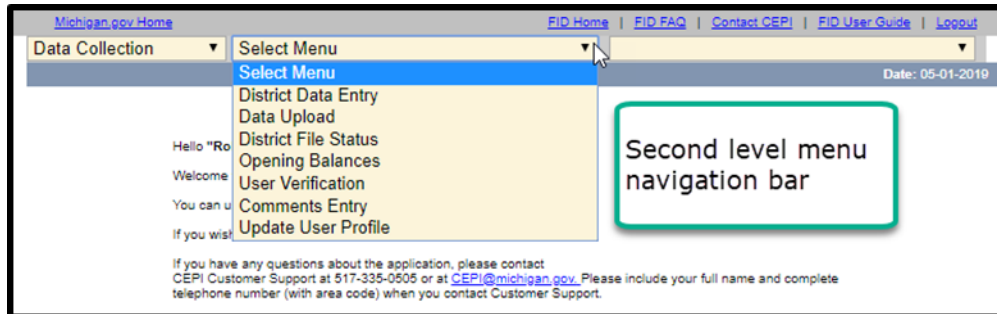 Michigan.gov Home FID Home | FID FAQ | Contact CEPI | FID User Guide | Logout
Data Collection Select Menu
Select Menu
Date: 05-01-2019
District Data Entry
Data Upload
District File Status
Hello "Ro
Opening Balances
Welcome
User Verification
You can u
Comments Entry
If you wish
Update User Profile
Second level menu
navigation bar
If you have any questions about the application, please contact
CEPI Customer Support at 517-335-0505 or at CEPI@michigan.gov. Please include your full name and complete
telephone number (with area code) when you contact Customer Support.